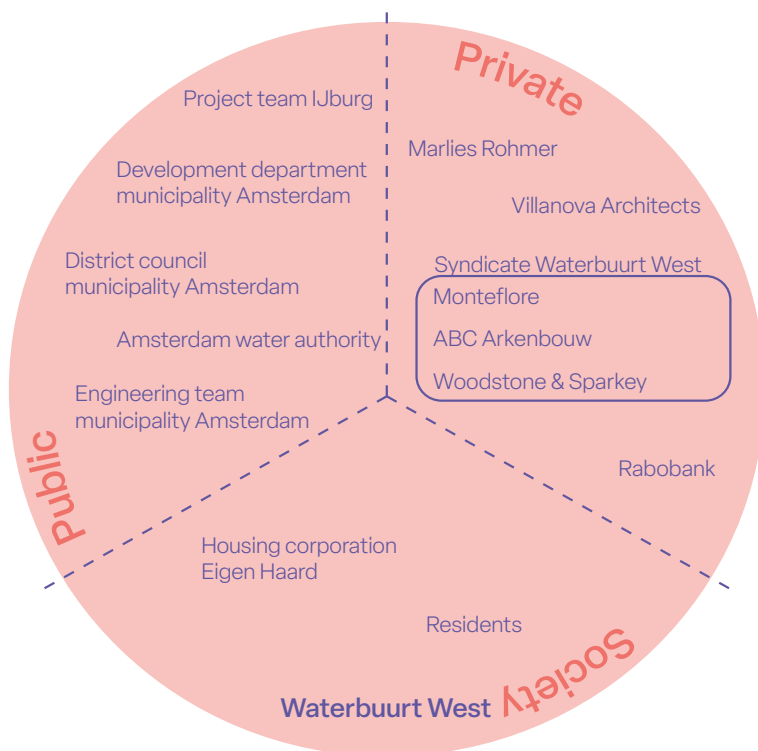 Private
Project team IJburg
Marlies Rohmer
Development department
municipality Amsterdam
Villanova Architects
District council
municipality Amsterdam
Syndicate Waterbuurt West
Monteflore
Amsterdam water authority
ABC Arkenbouw
Engineering team
municipality Amsterdam
Woodstone & Sparkey
Public
Rabobank
Housing corporation
Eigen Haard
Residents
Society
Waterbuurt West